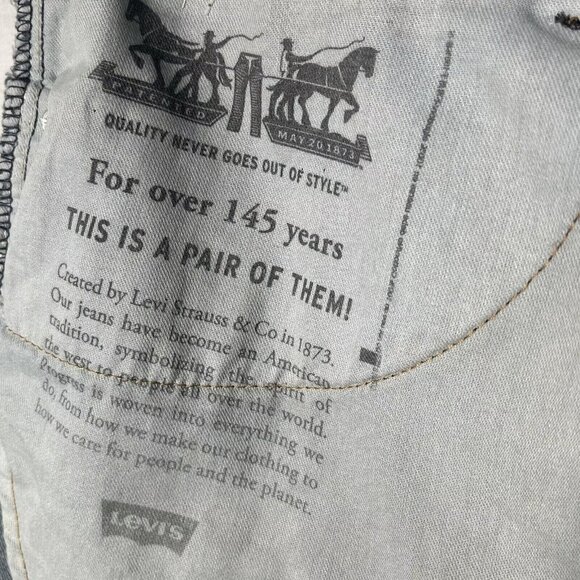 PATENTED
MAY 20 1873
QUALITY NEVER GOES OUT OF STYLE™
For over 145 years
THIS IS A PAIR OF THEM!
Created by Levi Strauss & Co in 1873.
Our jeans have become an American
tradition, symbolizing the spirit of
the west to people all over the world.
Progress is woven into everything we
do, from how we make our clothing to
how we care for people and the planet.
LEVI'S